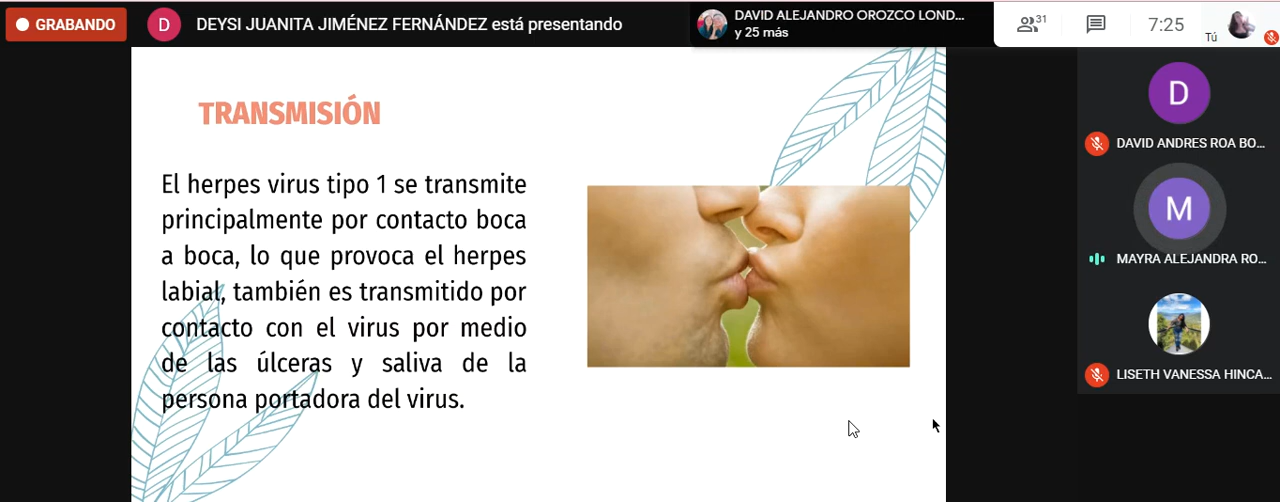 GRABANDO
D
DEYSI JUANITA JIMÉNEZ FERNÁNDEZ está presentando
DAVID ALEJANDRO OROZCO LOND...
y 25 más
31
7:25
Tú
TRANSMISIÓN
El herpes virus tipo 1 se transmite
principalmente por contacto boca
a boca, lo que provoca el herpes
labial, también es transmitido por
contacto con el virus por medio
de las úlceras y saliva de la
persona portadora del virus.
D
DAVID ANDRES ROA BO...
M
MAYRA ALEJANDRA RO...
LISETH VANESSA HINCA...